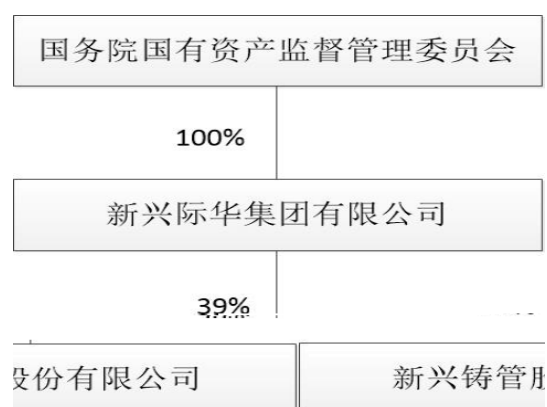 国务院国有资产监督管理委员会
100%
新兴际华集团有限公司
39%
股份有限公司
新兴铸管股